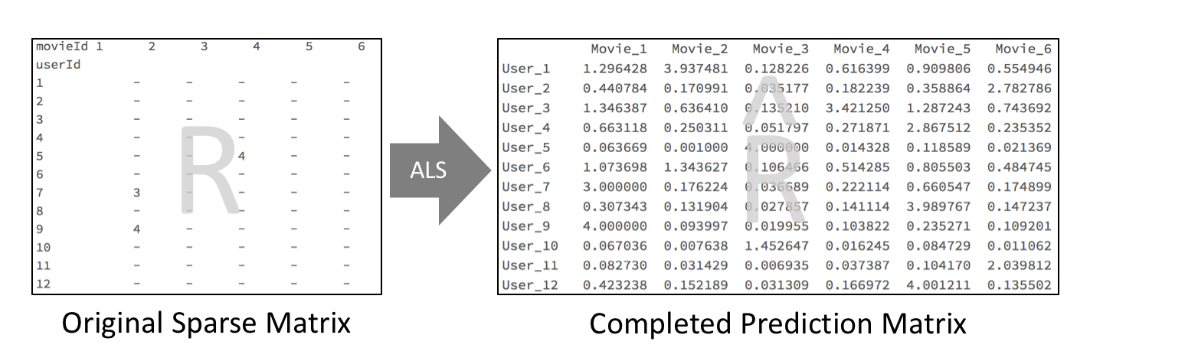 movieId 1 2 3 4 5 6
userId
1 - - - - -
2 - - - - -
3 - - - - -
4 - - - - -
5 - - 4 - -
6 - - - - -
7 3 - - - -
8 - - - - -
9 4 - - - -
10 - - - - -
11 - - - - -
12 - - - - -
R
Original Sparse Matrix
ALS
Movie_1 Movie_2 Movie_3 Movie_4 Movie_5 Movie_6
User_1 1.296428 3.937481 0.128226 0.616399 0.909806 0.554946
User_2 0.440784 0.170991 0.035177 0.182239 0.358864 2.782786
User_3 1.346387 0.636410 0.135210 3.421250 1.287243 0.743692
User_4 0.663118 0.250311 0.051797 0.271871 2.867512 0.235352
User_5 0.063669 0.001000 4.000000 0.014328 0.118589 0.021369
User_6 1.073698 1.343627 0.106466 0.514285 0.805503 0.484745
User_7 3.000000 0.176224 0.036689 0.222114 0.660547 0.174899
User_8 0.307343 0.131904 0.027857 0.141114 3.989767 0.147237
User_9 4.000000 0.093997 0.019955 0.103822 0.235271 0.109201
User_10 0.067036 0.007638 1.452647 0.016245 0.084729 0.011062
User_11 0.082730 0.031429 0.006935 0.037387 0.104170 2.039812
User_12 0.423238 0.152189 0.031309 0.166972 4.001211 0.135502
R̂
Completed Prediction Matrix